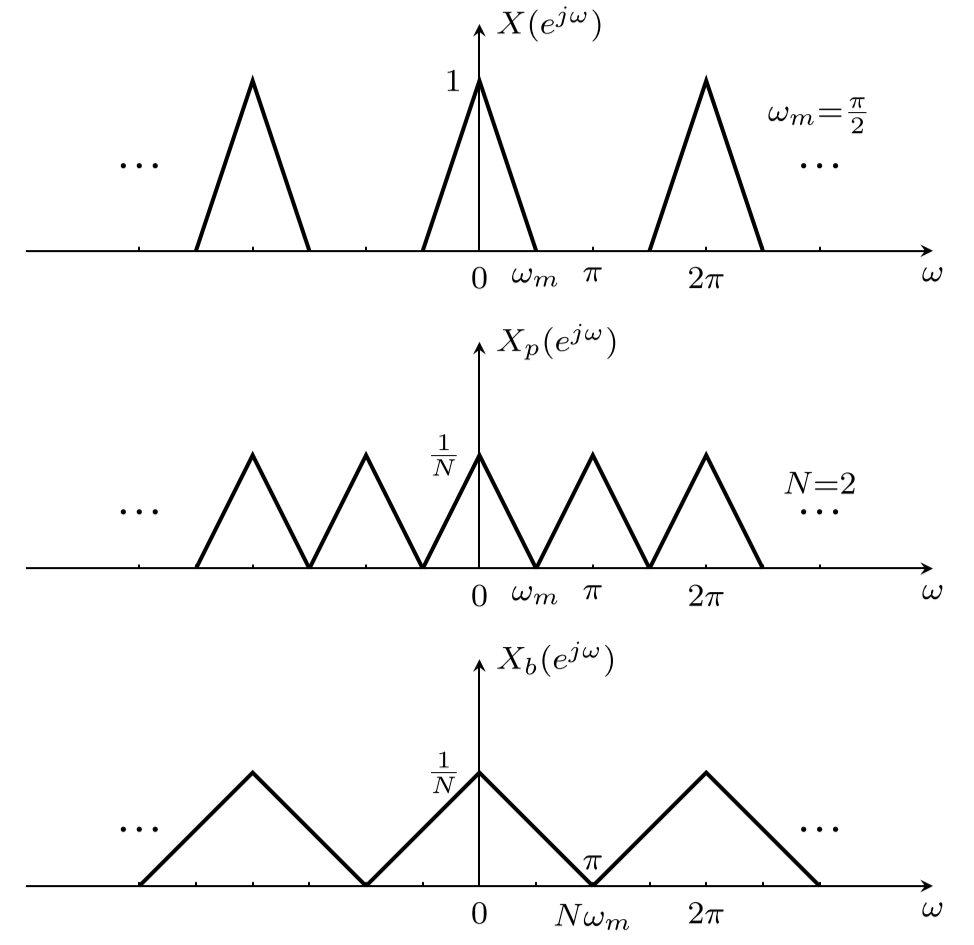 X(e^{jω})
1
ω_m=π/2
··· ···
0 ω_m π 2π ω
X_p(e^{jω})
1/N
N=2
··· ···
0 ω_m π 2π ω
X_b(e^{jω})
1/N
··· ···
π
0 Nω_m 2π ω